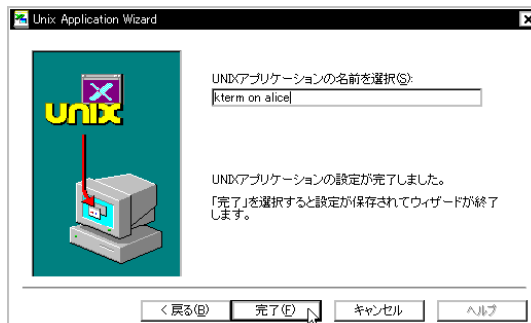 Unix Application Wizard
UNIX
UNIXアプリケーションの名前を選択(S):
kterm on alice
UNIXアプリケーションの設定が完了しました。
「完了」を選択すると設定が保存されてウィザードが終了
します。
< 戻る(B)
完了(F)
キャンセル
ヘルプ